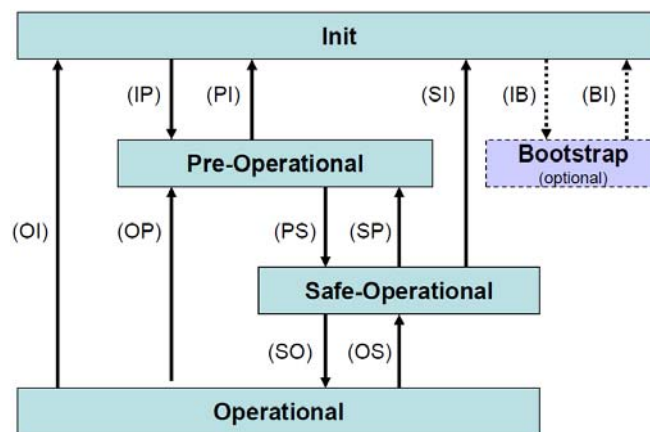 Init
(IP) (PI) (SI) (IB) (BI)
Pre-Operational
Bootstrap
(optional)
(OI) (OP) (PS) (SP)
Safe-Operational
(SO) (OS)
Operational